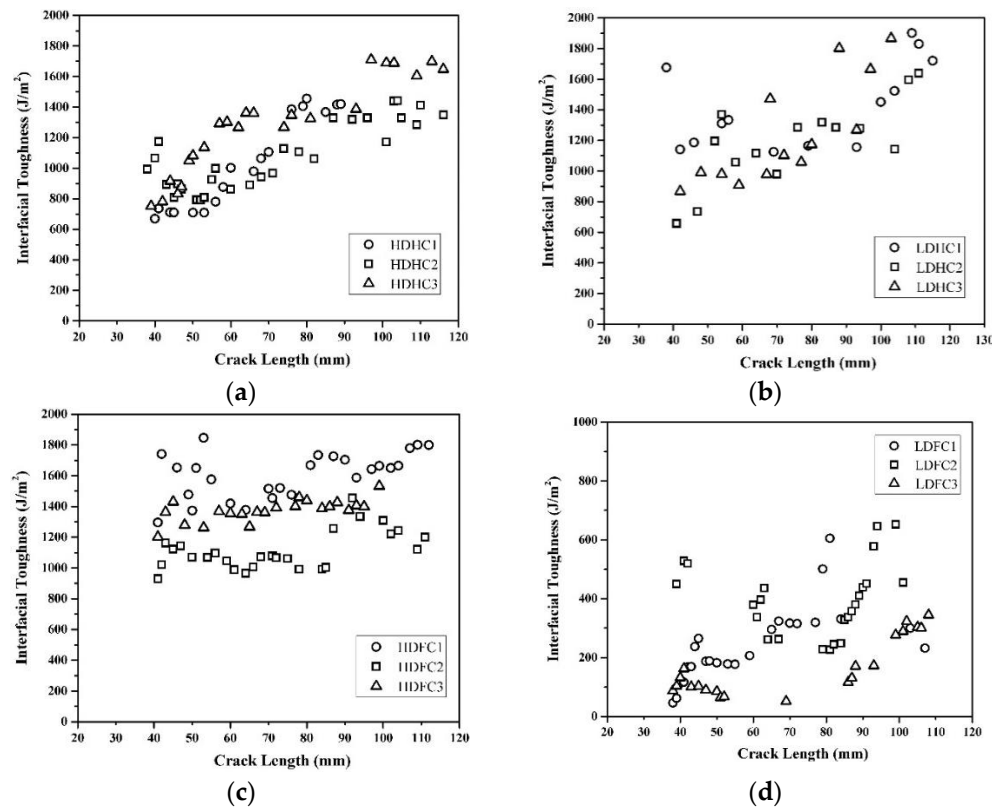 2000
1800
1600
1400
1200
1000
800
600
400
200
0
Interfacial Toughness (J/m²)
HDHC1
HDHC2
HDHC3
20 30 40 50 60 70 80 90 100 110 120
Crack Length (mm)
(a)
2000
1800
1600
1400
1200
1000
800
600
400
200
0
Interfacial Toughness (J/m²)
LDHC1
LDHC2
LDHC3
20 30 40 50 60 70 80 90 100 110 120 130
Crack Length (mm)
(b)
2000
1800
1600
1400
1200
1000
800
600
400
200
0
Interfacial Toughness (J/m²)
HDFC1
HDFC2
HDFC3
20 30 40 50 60 70 80 90 100 110 120
Crack Length (mm)
(c)
1000
800
600
400
200
0
Interfacial Toughness (J/m²)
LDFC1
LDFC2
LDFC3
20 30 40 50 60 70 80 90 100 110 120
Crack Length (mm)
(d)